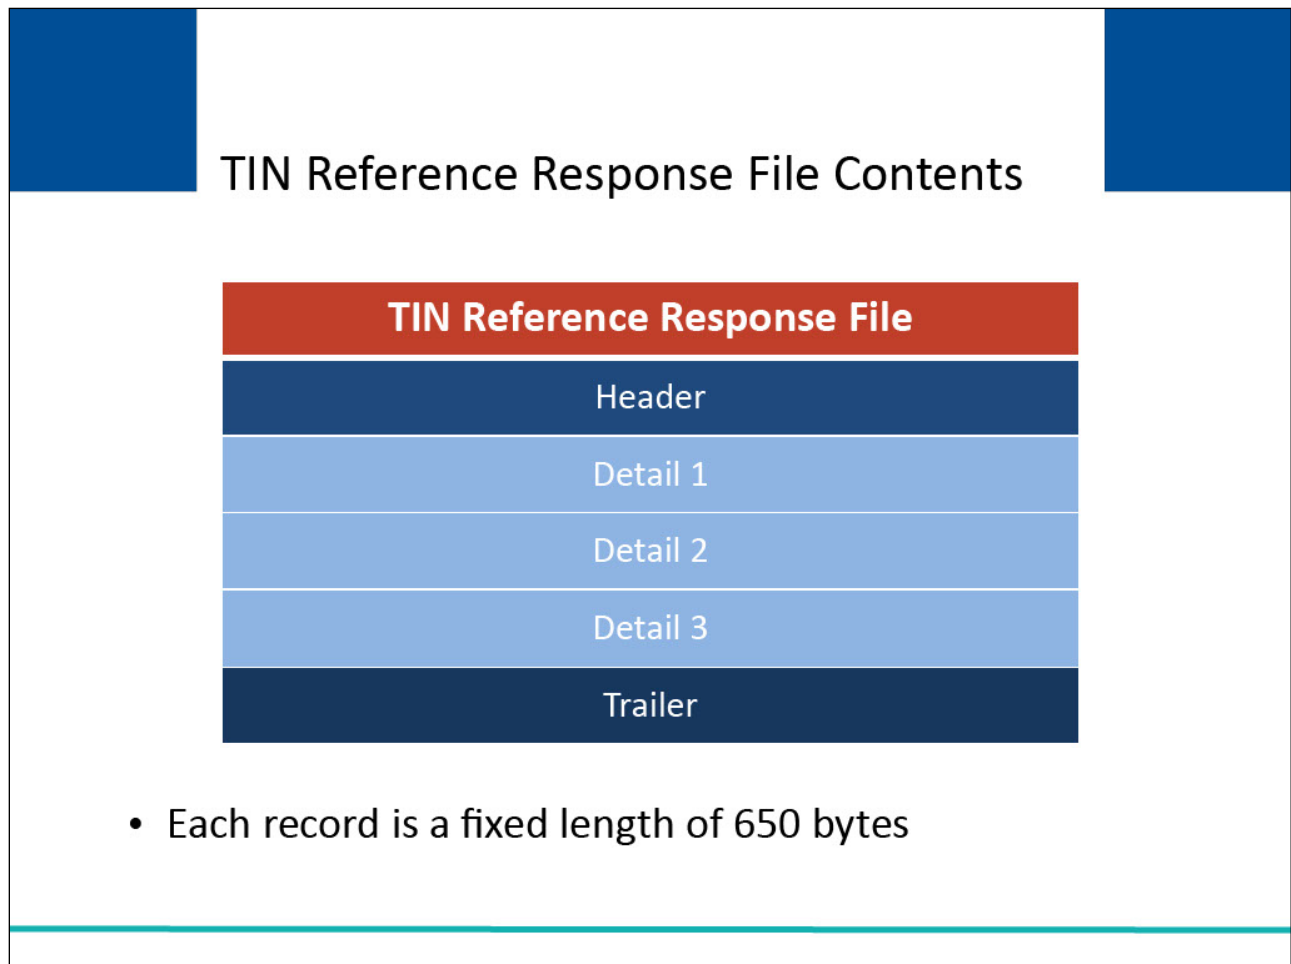 TIN Reference Response File Contents
TIN Reference Response File
Header
Detail 1
Detail 2
Detail 3
Trailer
• Each record is a fixed length of 650 bytes